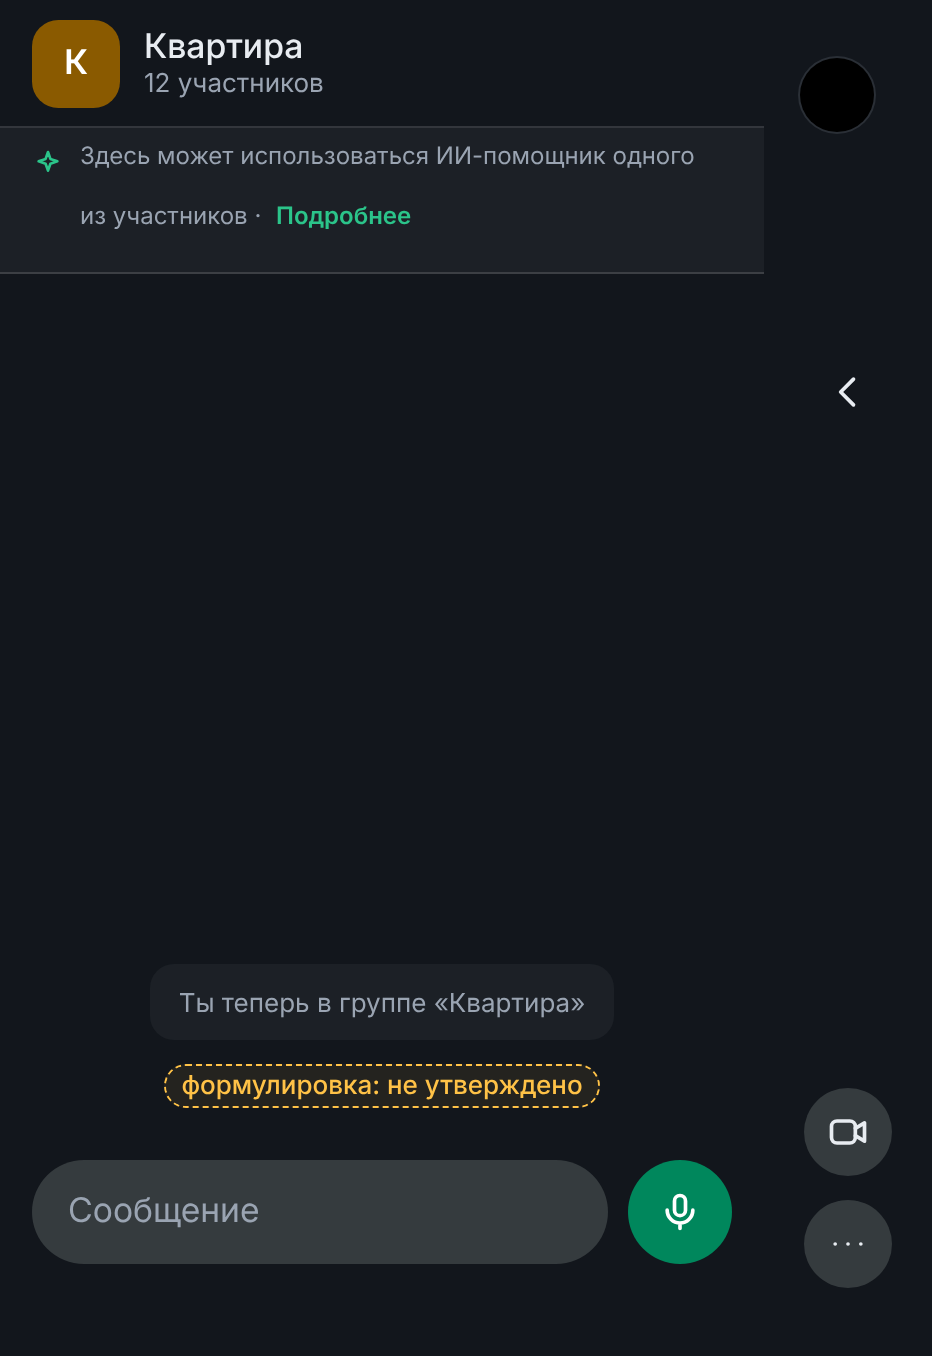 К
Квартира
12 участников
Здесь может использоваться ИИ-помощник одного
из участников · Подробнее
Ты теперь в группе «Квартира»
формулировка: не утверждено
Сообщение